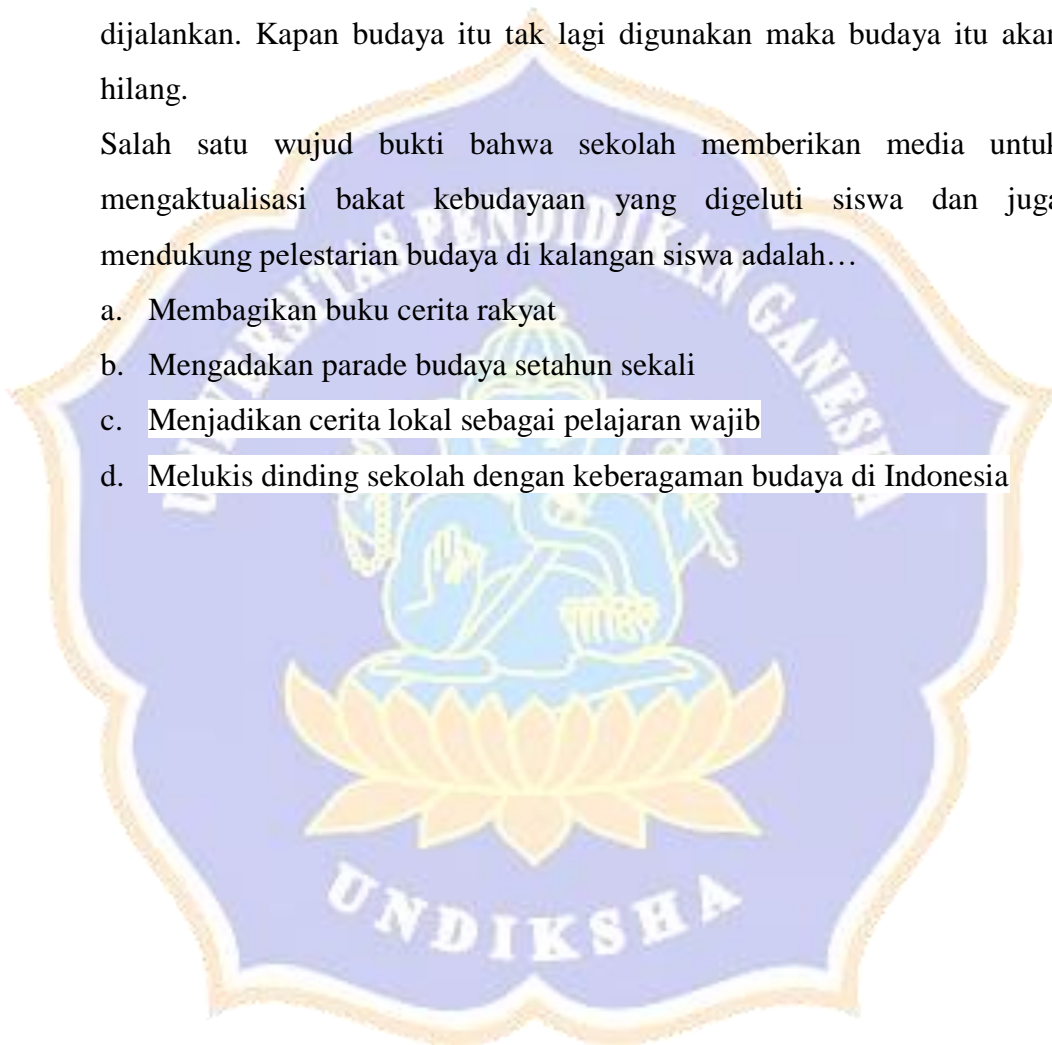 dijalankan. Kapan budaya itu tak lagi digunakan maka budaya itu akan
hilang.
Salah satu wujud bukti bahwa sekolah memberikan media untuk
mengaktualisasi bakat kebudayaan yang digeluti siswa dan juga
mendukung pelestarian budaya di kalangan siswa adalah…
a. Membagikan buku cerita rakyat
b. Mengadakan parade budaya setahun sekali
c. Menjadikan cerita lokal sebagai pelajaran wajib
d. Melukis dinding sekolah dengan keberagaman budaya di Indonesia
UNIVERSITAS PENDIDIKAN GANESHA
UNDIKSHA